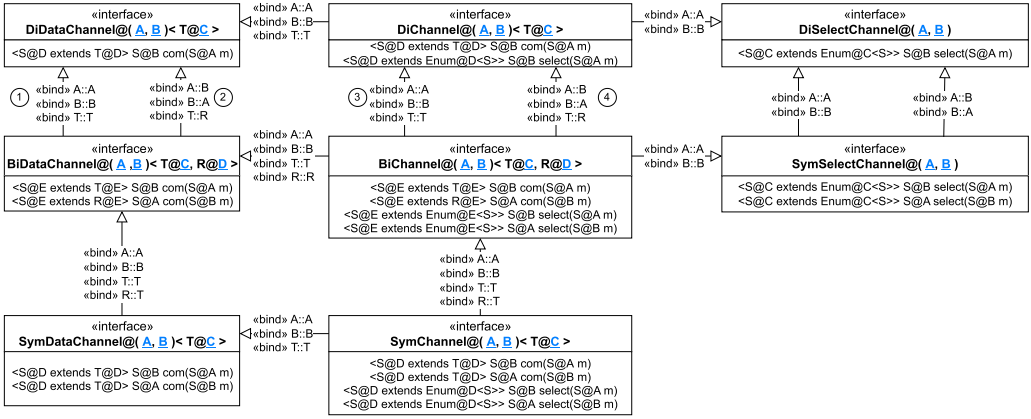 «interface»
DiDataChannel@( A, B )< T@C >
<S@D extends T@D> S@B com(S@A m)
«bind» A::A
«bind» B::B
«bind» T::T
«interface»
DiChannel@( A, B )< T@C >
<S@D extends T@D> S@B com(S@A m)
<S@D extends Enum@D<S>> S@B select(S@A m)
«bind» A::A
«bind» B::B
«interface»
DiSelectChannel@( A, B )
<S@C extends Enum@C<S>> S@B select(S@A m)
1
«bind» A::A
«bind» B::B
«bind» T::T
«bind» A::B
«bind» B::A
«bind» T::R
2
3
«bind» A::A
«bind» B::B
«bind» T::T
«bind» A::B
«bind» B::A
«bind» T::R
4
«bind» A::A
«bind» B::B
«bind» A::B
«bind» B::A
«interface»
BiDataChannel@( A ,B )< T@C, R@D >
<S@E extends T@E> S@B com(S@A m)
<S@E extends R@E> S@A com(S@B m)
«bind» A::A
«bind» B::B
«bind» T::T
«bind» R::R
«interface»
BiChannel@( A, B )< T@C, R@D >
<S@E extends T@E> S@B com(S@A m)
<S@E extends R@E> S@A com(S@B m)
<S@E extends Enum@E<S>> S@B select(S@A m)
<S@E extends Enum@E<S>> S@A select(S@B m)
«bind» A::A
«bind» B::B
«interface»
SymSelectChannel@( A, B )
<S@C extends Enum@C<S>> S@B select(S@A m)
<S@C extends Enum@C<S>> S@A select(S@B m)
«bind» A::A
«bind» B::B
«bind» T::T
«bind» R::T
«bind» A::A
«bind» B::B
«bind» T::T
«bind» R::T
«interface»
SymDataChannel@( A, B )< T@C >
<S@D extends T@D> S@B com(S@A m)
<S@D extends T@D> S@A com(S@B m)
«bind» A::A
«bind» B::B
«bind» T::T
«interface»
SymChannel@( A, B )< T@C >
<S@D extends T@D> S@B com(S@A m)
<S@D extends T@D> S@A com(S@B m)
<S@D extends Enum@D<S>> S@B select(S@A m)
<S@D extends Enum@D<S>> S@A select(S@B m)